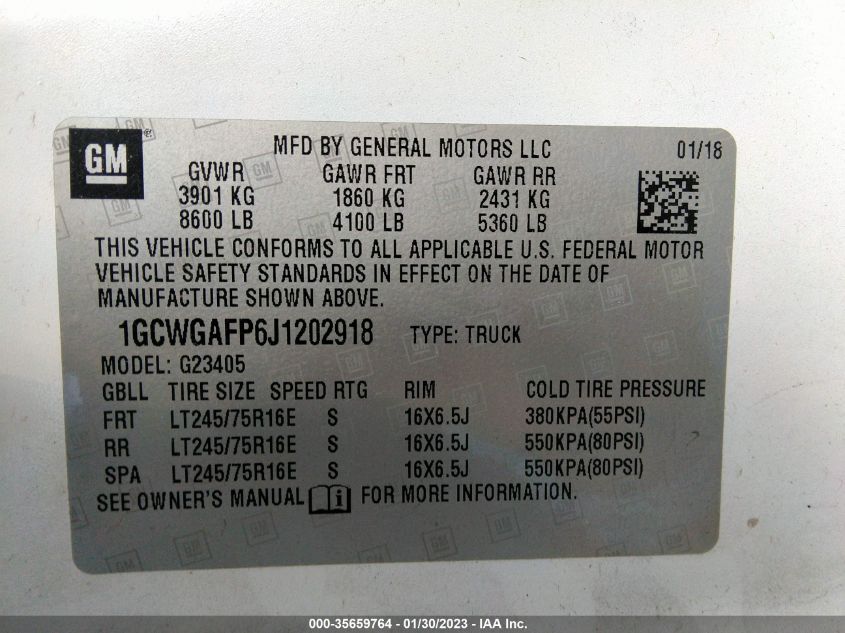 GM ®
MFD BY GENERAL MOTORS LLC 01/18
GVWR GAWR FRT GAWR RR
3901 KG 1860 KG 2431 KG
8600 LB 4100 LB 5360 LB
THIS VEHICLE CONFORMS TO ALL APPLICABLE U.S. FEDERAL MOTOR
VEHICLE SAFETY STANDARDS IN EFFECT ON THE DATE OF
MANUFACTURE SHOWN ABOVE.
1GCWGAFP6J1202918 TYPE: TRUCK
MODEL: G23405
GBLL TIRE SIZE SPEED RTG RIM COLD TIRE PRESSURE
FRT LT245/75R16E S 16X6.5J 380KPA(55PSI)
RR LT245/75R16E S 16X6.5J 550KPA(80PSI)
SPA LT245/75R16E S 16X6.5J 550KPA(80PSI)
SEE OWNER'S MANUAL i FOR MORE INFORMATION.
000-35659764 - 01/30/2023 - IAA Inc.